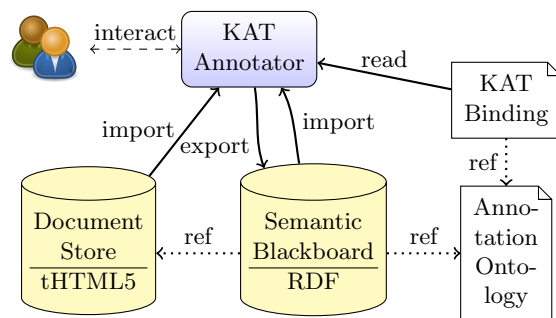 interact
KAT
Annotator
read
KAT
Binding
import
export
import
ref
Document
Store
tHTML5
ref
Semantic
Blackboard
RDF
ref
Anno-
tation
Onto-
logy